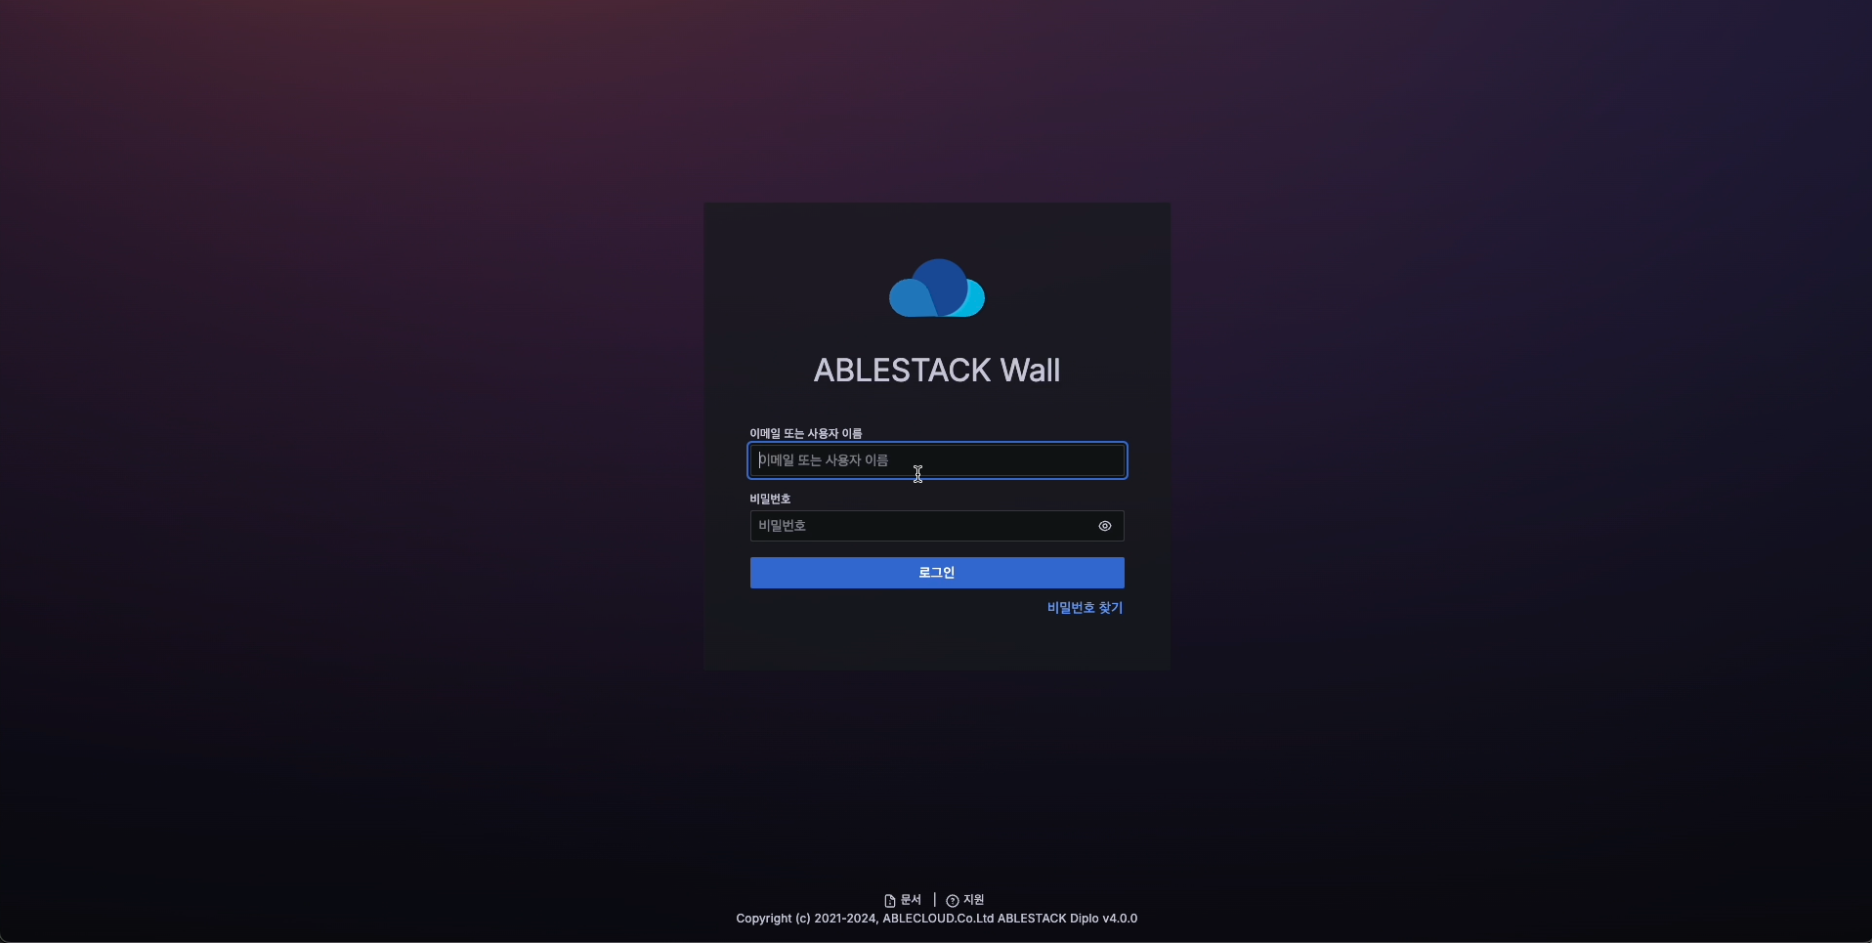 ABLESTACK Wall
이메일 또는 사용자 이름
이메일 또는 사용자 이름
비밀번호
비밀번호
로그인
비밀번호 찾기
문서 | 지원
Copyright (c) 2021-2024, ABLECLOUD.Co.Ltd ABLESTACK Diplo v4.0.0